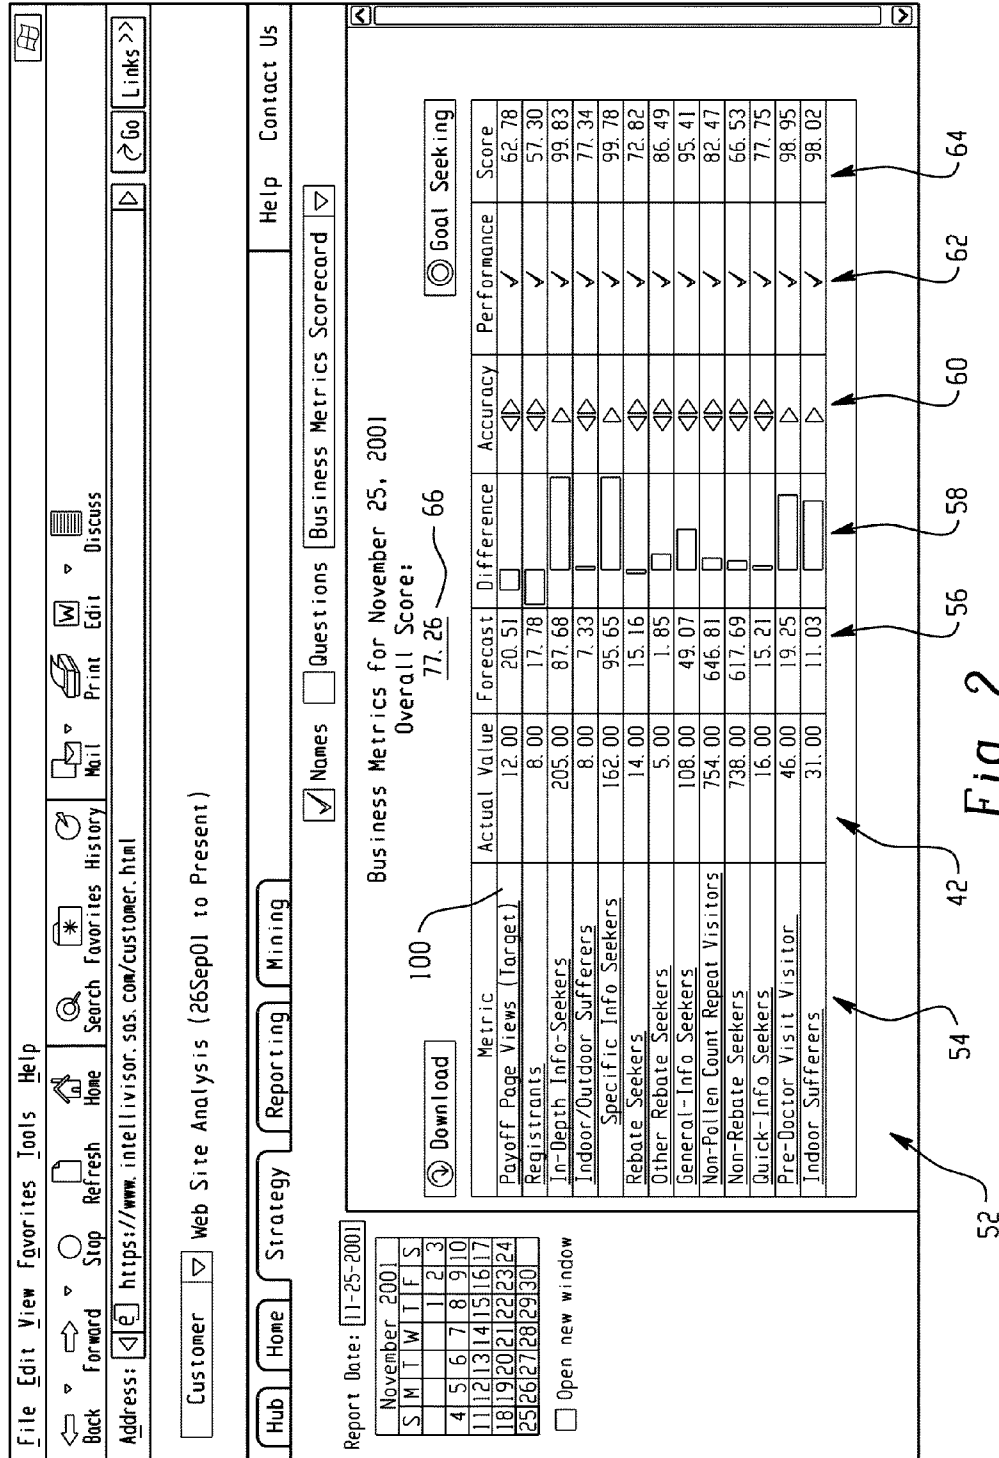 File Edit View Favorites Tools Help
Back Forward Stop Refresh Home Search Favorites History Mail Print Edit Discuss
Address: https://www.intellivisor.sas.com/customer.html Go Links >>
Customer Web Site Analysis (26Sep01 to Present)
Hub Home Strategy Reporting Mining Help Contact Us
Report Date: 11-25-2001
November 2001
S M T W T F S
1 2 3
4 5 6 7 8 9 10
11 12 13 14 15 16 17
18 19 20 21 22 23 24
25 26 27 28 29 30
Open new window
Names Questions Business Metrics Scorecard
Business Metrics for November 25, 2001
Overall Score:
77.26 66
Download 100 Goal Seeking
Metric Actual Value Forecast Difference Accuracy Performance Score
Payoff Page Views (Target) 12.00 20.51 62.78
Registrants 8.00 17.78 57.30
In-Depth Info-Seekers 205.00 87.68 99.83
Indoor/Outdoor Sufferers 8.00 7.33 77.34
Specific Info Seekers 162.00 95.65 99.78
Rebate Seekers 14.00 15.16 72.82
Other Rebate Seekers 5.00 1.85 86.49
General-Info Seekers 108.00 49.07 95.41
Non-Pollen Count Repeat Visitors 754.00 646.81 82.47
Non-Rebate Seekers 738.00 617.69 66.53
Quick-Info Seekers 16.00 15.21 77.75
Pre-Doctor Visit Visitor 46.00 19.25 98.95
Indoor Sufferers 31.00 11.03 98.02
52 54 42 56 58 60 62 64
Fig. 2